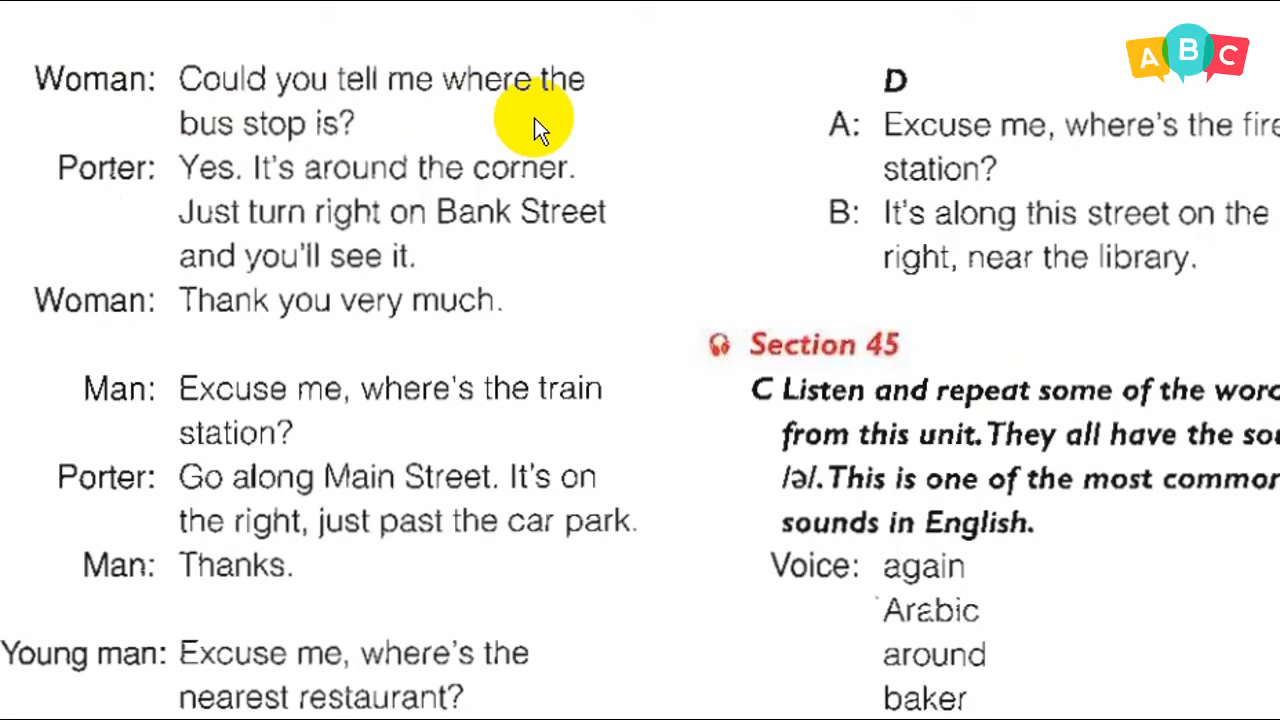 Woman: Could you tell me where the
bus stop is?
Porter: Yes. It's around the corner.
Just turn right on Bank Street
and you'll see it.
Woman: Thank you very much.
Man: Excuse me, where's the train
station?
Porter: Go along Main Street. It's on
the right, just past the car park.
Man: Thanks.
Young man: Excuse me, where's the
nearest restaurant?
ABC
D
A: Excuse me, where's the fire
station?
B: It's along this street on the
right, near the library.
Section 45
C Listen and repeat some of the
from this unit. They all have the
/ə/. This is one of the most
sounds in English.
Voice: again
Arabic
around
baker